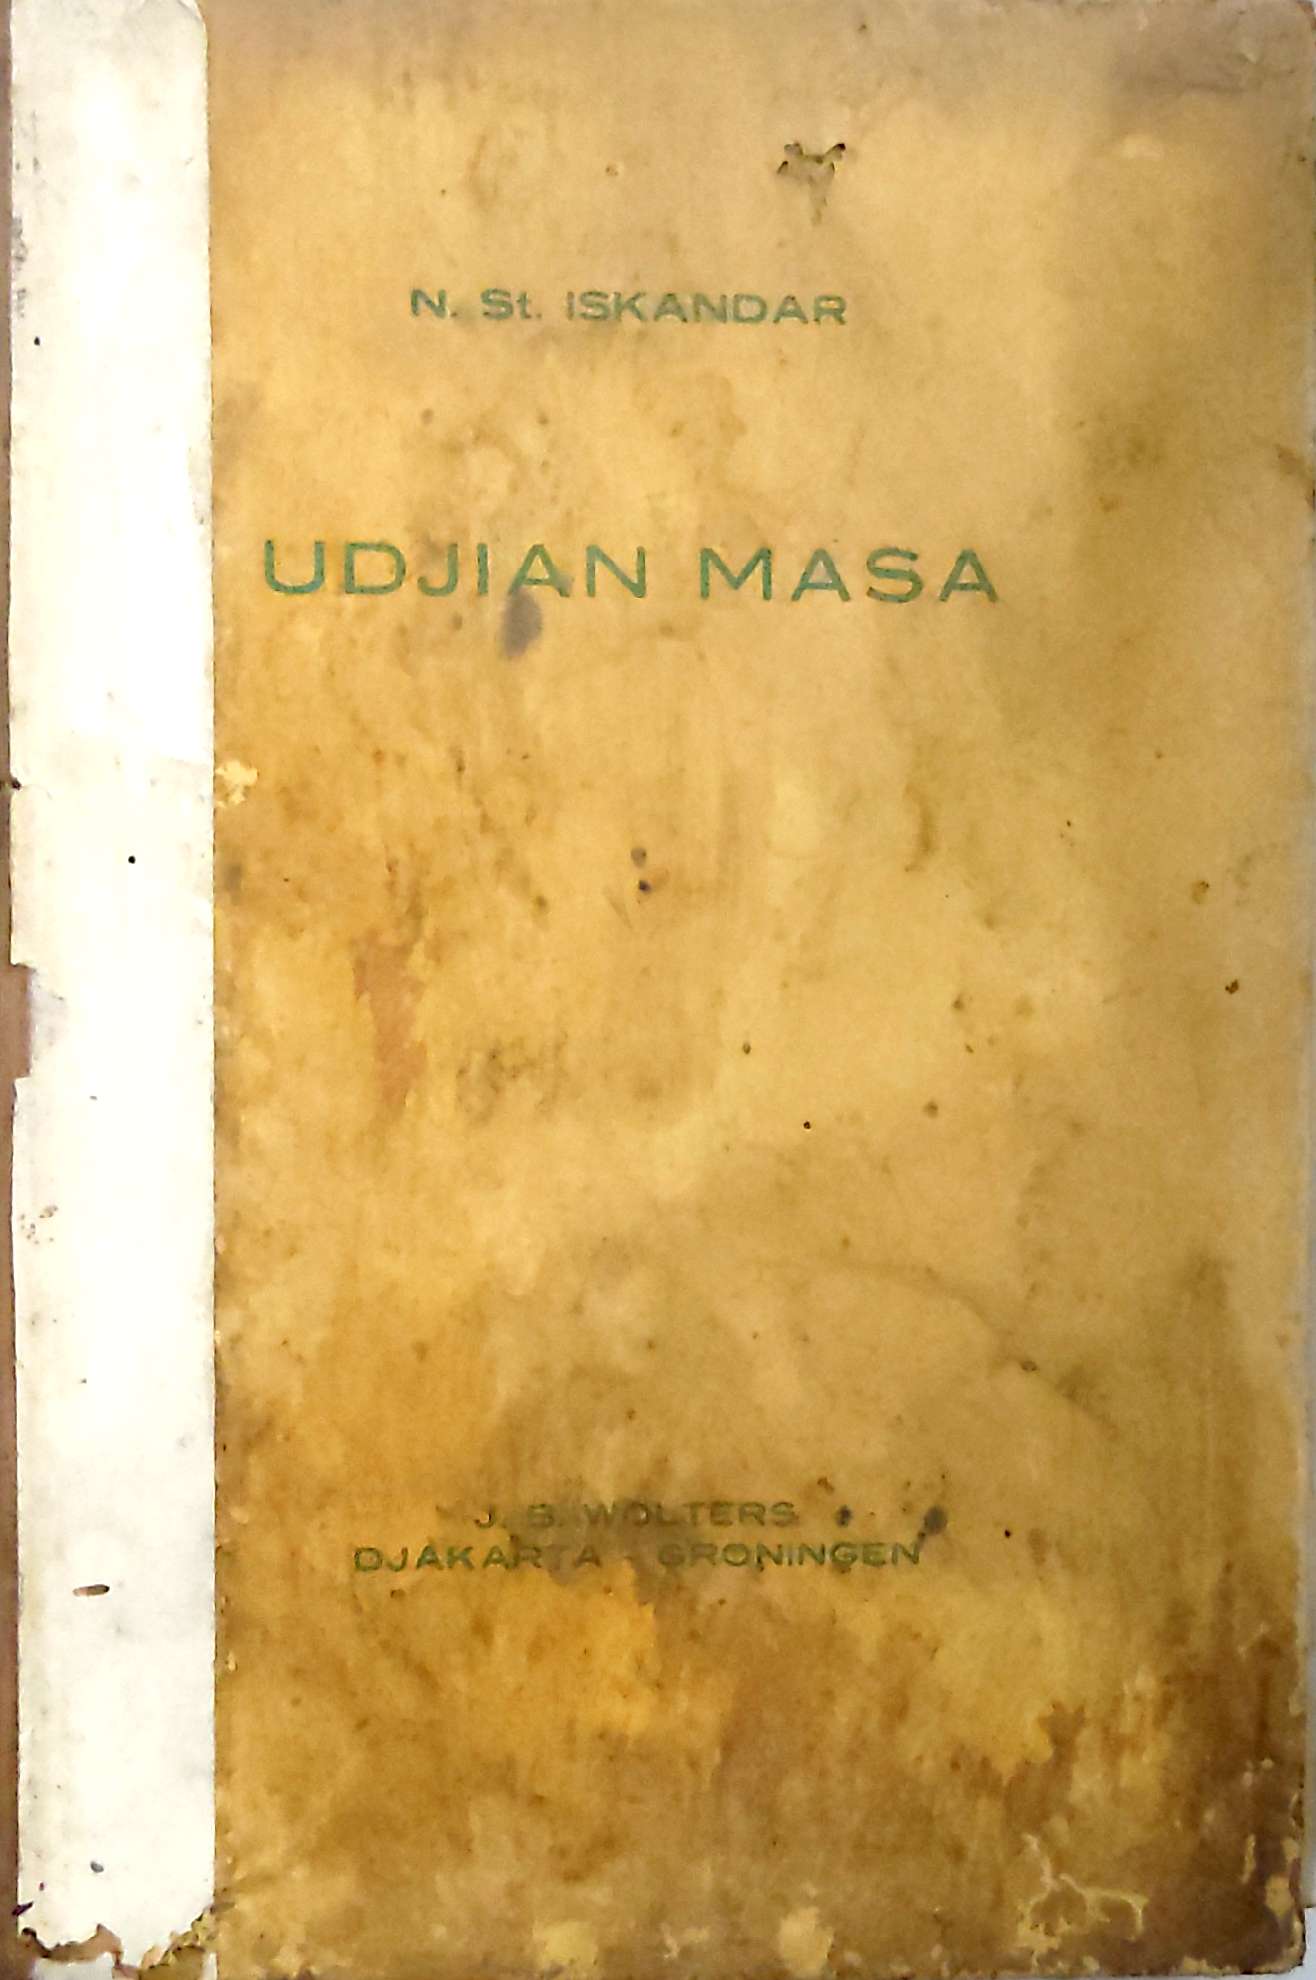 N. St. ISKANDAR
UDJIAN MASA
J. B. WOLTERS
DJAKARTA - GRONINGEN